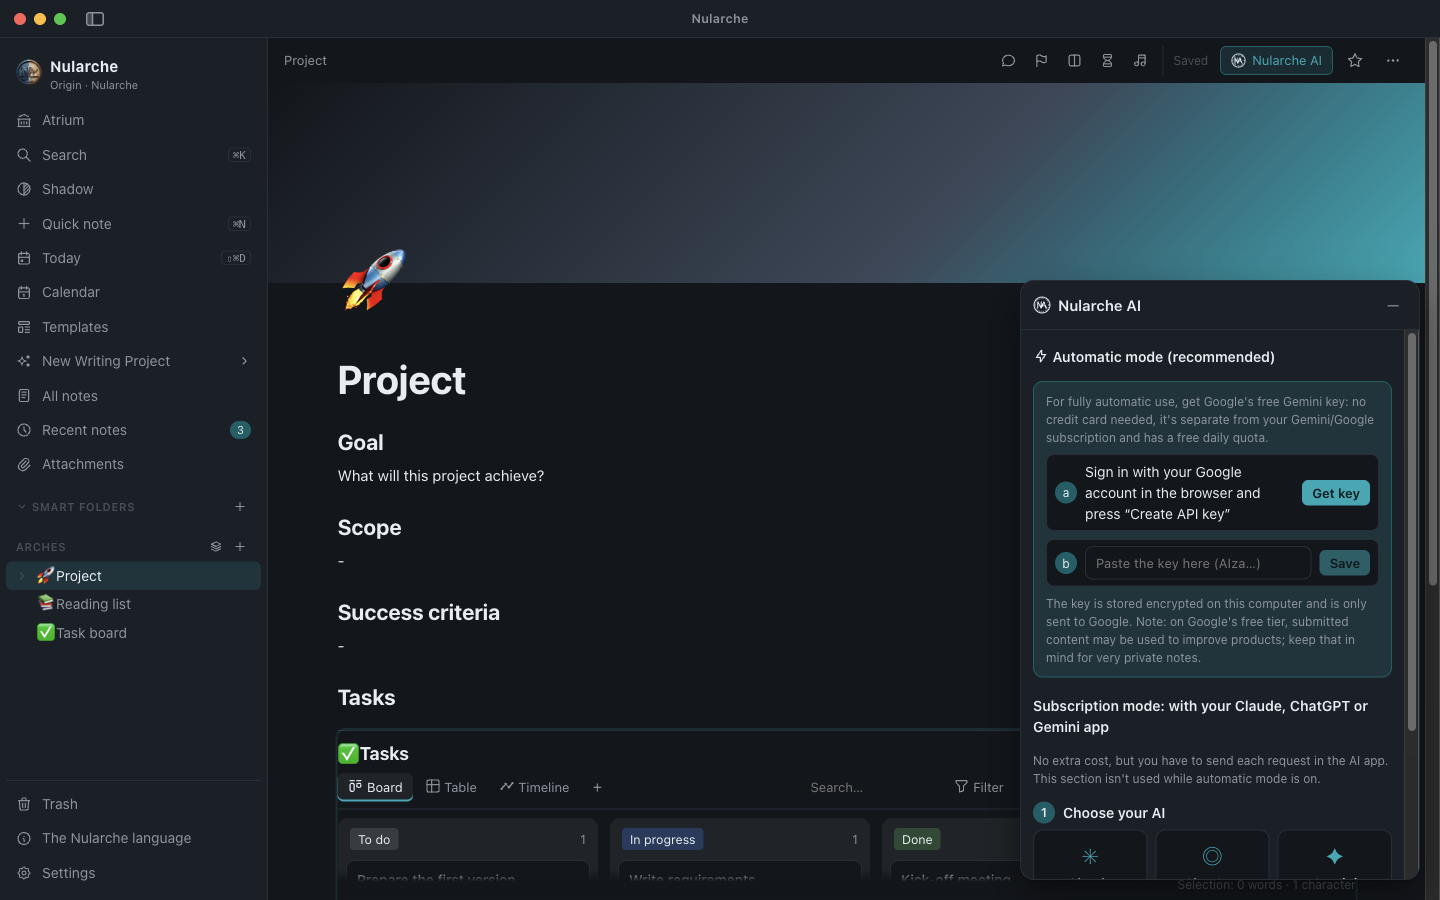 Nularche
Nularche
Origin · Nularche
Atrium
Search ⌘K
Shadow
Quick note ⌘N
Today ⇧⌘D
Calendar
Templates
New Writing Project
All notes
Recent notes 3
Attachments
SMART FOLDERS
ARCHES
Project
Reading list
Task board
Trash
The Nularche language
Settings
Project
Saved
Nularche AI
Project
Goal
What will this project achieve?
Scope
-
Success criteria
-
Tasks
Tasks
Board Table Timeline + Search... Filter
To do 1 In progress 1 Done
Prepare the first version Write requirements Kick-off meeting
Nularche AI
Automatic mode (recommended)
For fully automatic use, get Google's free Gemini key: no
credit card needed, it's separate from your Gemini/Google
subscription and has a free daily quota.
a
Sign in with your Google
account in the browser and
press “Create API key”
Get key
b Paste the key here (AIza...) Save
The key is stored encrypted on this computer and is only
sent to Google. Note: on Google's free tier, submitted
content may be used to improve products; keep that in
mind for very private notes.
Subscription mode: with your Claude, ChatGPT or
Gemini app
No extra cost, but you have to send each request in the AI app.
This section isn't used while automatic mode is on.
1 Choose your AI
Selection: 0 words · 1 character